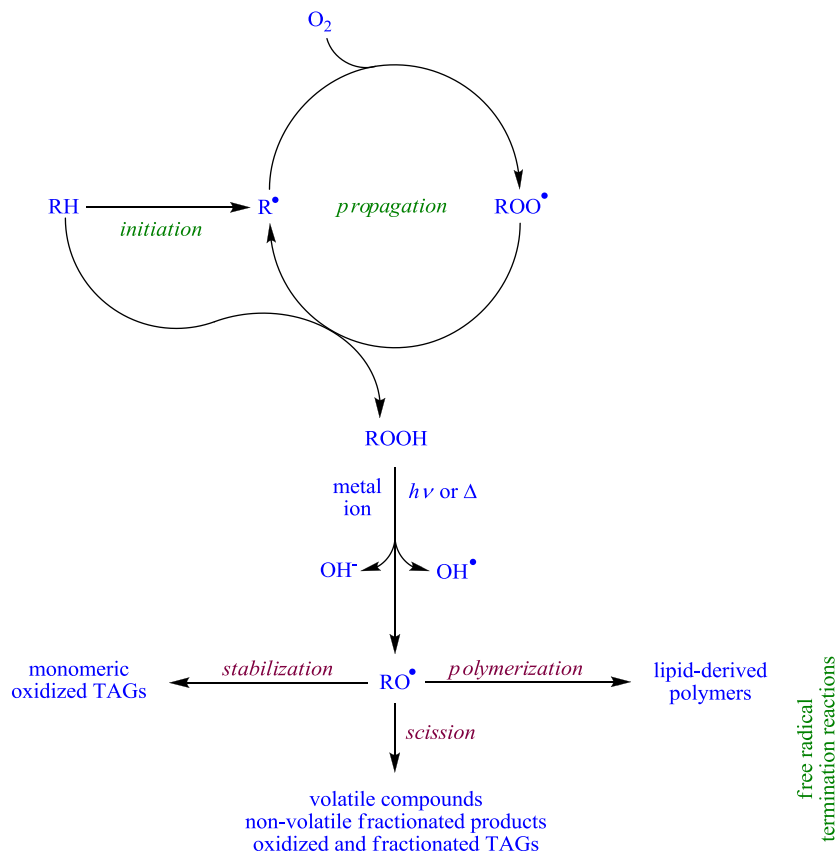 O₂
RH
initiation
R•
propagation
ROO•
ROOH
metal
ion
hν or Δ
OH-
OH•
monomeric
oxidized TAGs
stabilization
RO•
polymerization
lipid-derived
polymers
scission
volatile compounds
non-volatile fractionated products
oxidized and fractionated TAGs
free radical
termination reactions